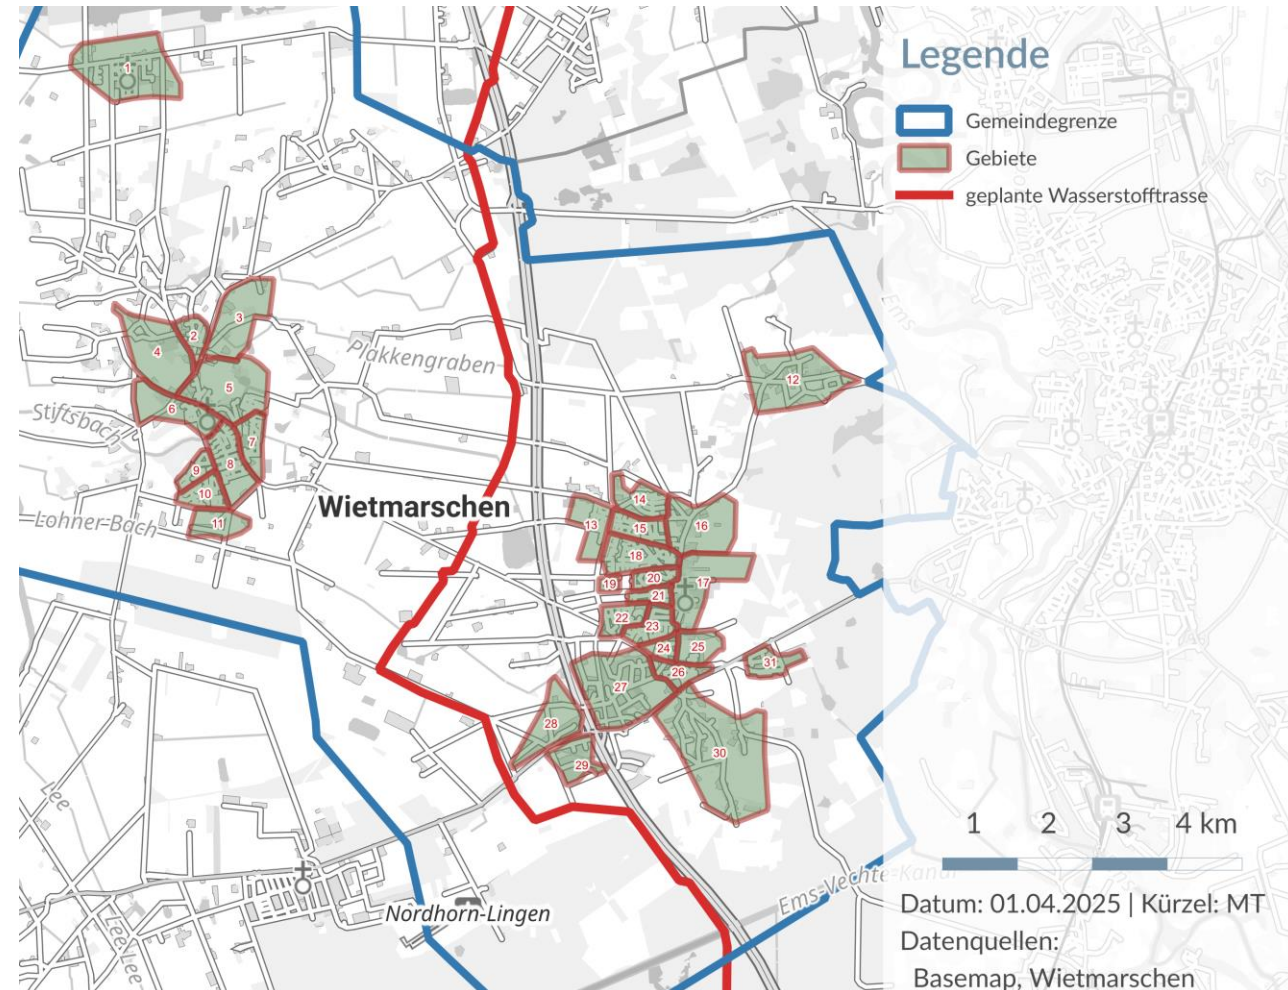 Legende
Gemeindegrenze
Gebiete
geplante Wasserstofftrasse
1
2
3
4
5
6
7
8
9
10
11
12
13
14
15
16
17
18
19
20
21
22
23
24
25
26
27
28
29
30
31
Plakkengraben
Stiftsbach
Lohner-Bach
Wietmarschen
Ems
Lee
Lee
Lee
Nordhorn-Lingen
Ems-Vechte-Kanal
1 2 3 4 km
Datum: 01.04.2025 | Kürzel: MT
Datenquellen:
Basemap, Wietmarschen